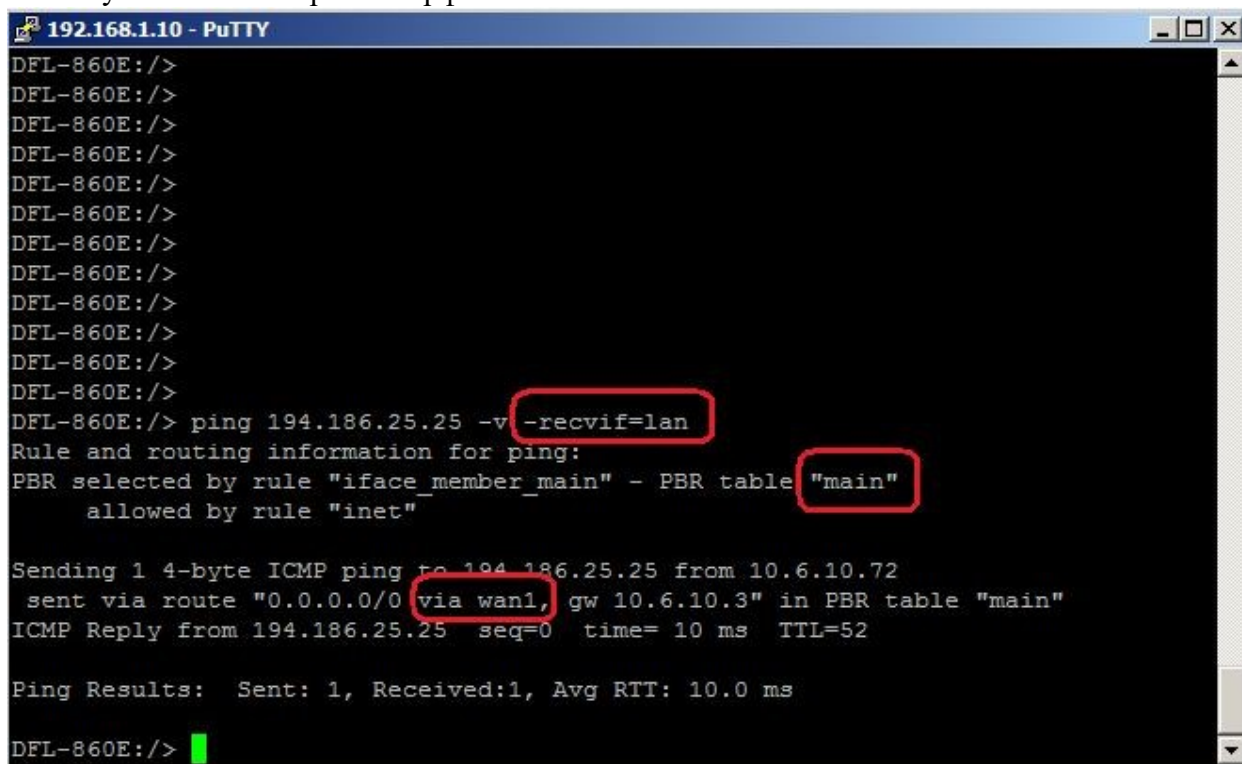 192.168.1.10 - PuTTY
DFL-860E:/>
DFL-860E:/>
DFL-860E:/>
DFL-860E:/>
DFL-860E:/>
DFL-860E:/>
DFL-860E:/>
DFL-860E:/>
DFL-860E:/>
DFL-860E:/>
DFL-860E:/>
DFL-860E:/>
DFL-860E:/> ping 194.186.25.25 -v -recvif=lan
Rule and routing information for ping:
PBR selected by rule "iface_member_main" - PBR table "main"
     allowed by rule "inet"

Sending 1 4-byte ICMP ping to 194.186.25.25 from 10.6.10.72
 sent via route "0.0.0.0/0 via wan1, gw 10.6.10.3" in PBR table "main"
ICMP Reply from 194.186.25.25  seq=0  time= 10 ms  TTL=52

Ping Results:  Sent: 1, Received:1, Avg RTT: 10.0 ms

DFL-860E:/>